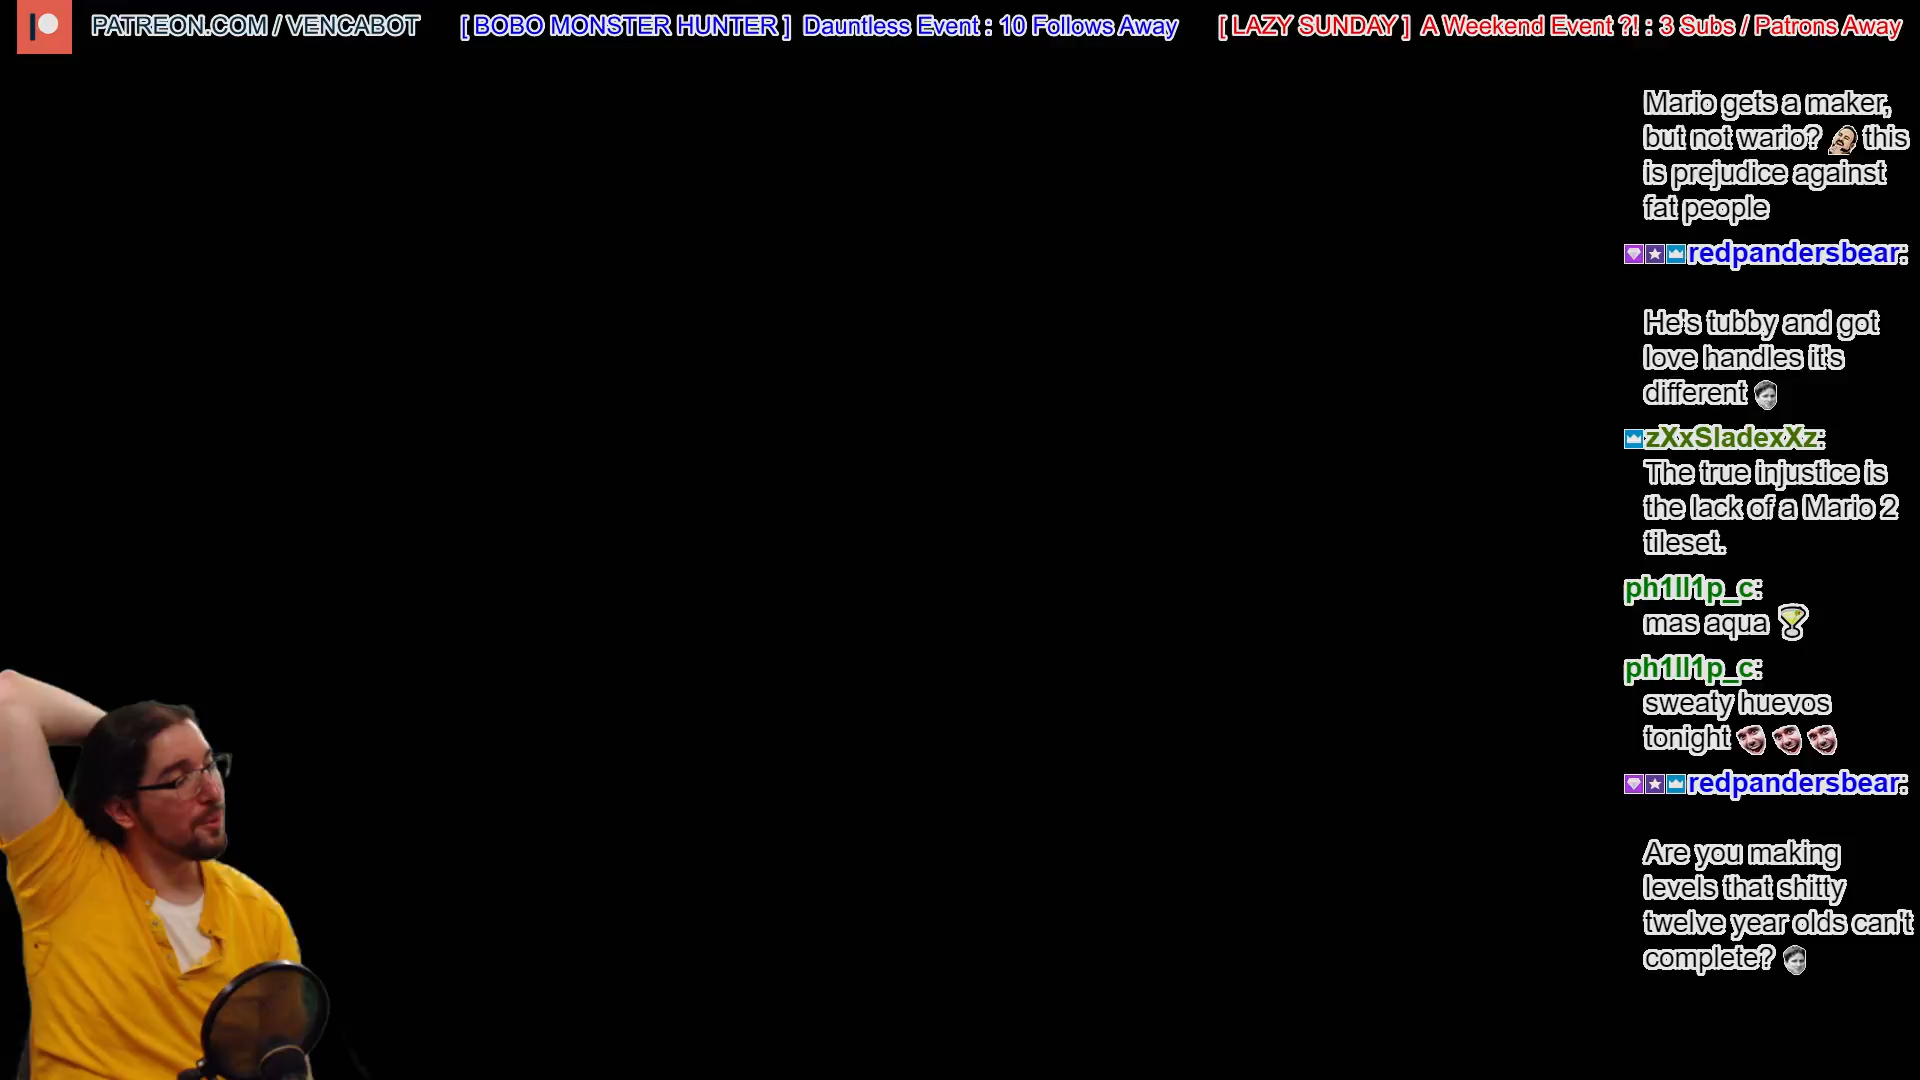 PATREON.COM / VENCABOT [ BOBO MONSTER HUNTER ] Dauntless Event : 10 Follows Away [ LAZY SUNDAY ] A Weekend Event ?! : 3 Subs / Patrons Away
Mario gets a maker,
but not wario? this
is prejudice against
fat people
redpandersbear:
He's tubby and got
love handles it's
different
zXxSladexXz:
The true injustice is
the lack of a Mario 2
tileset.
ph1ll1p_c:
mas aqua
ph1ll1p_c:
sweaty huevos
tonight
redpandersbear:
Are you making
levels that shitty
twelve year olds can't
complete?